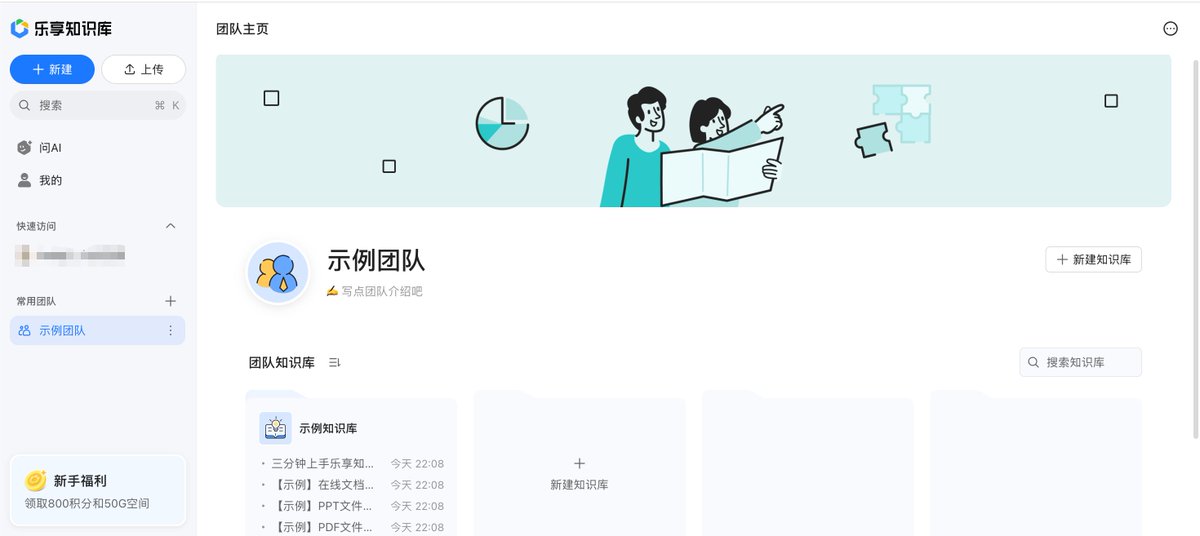 乐享知识库
团队主页
新建
上传
搜索
⌘ K
问AI
我的
快速访问
常用团队
示例团队
新手福利
领取800积分和50G空间
示例团队
写点团队介绍吧
新建知识库
团队知识库
搜索知识库
示例知识库
三分钟上手乐享知... 今天 22:08
【示例】在线文档... 今天 22:08
【示例】PPT文件... 今天 22:08
【示例】PDF文件... 今天 22:08
新建知识库